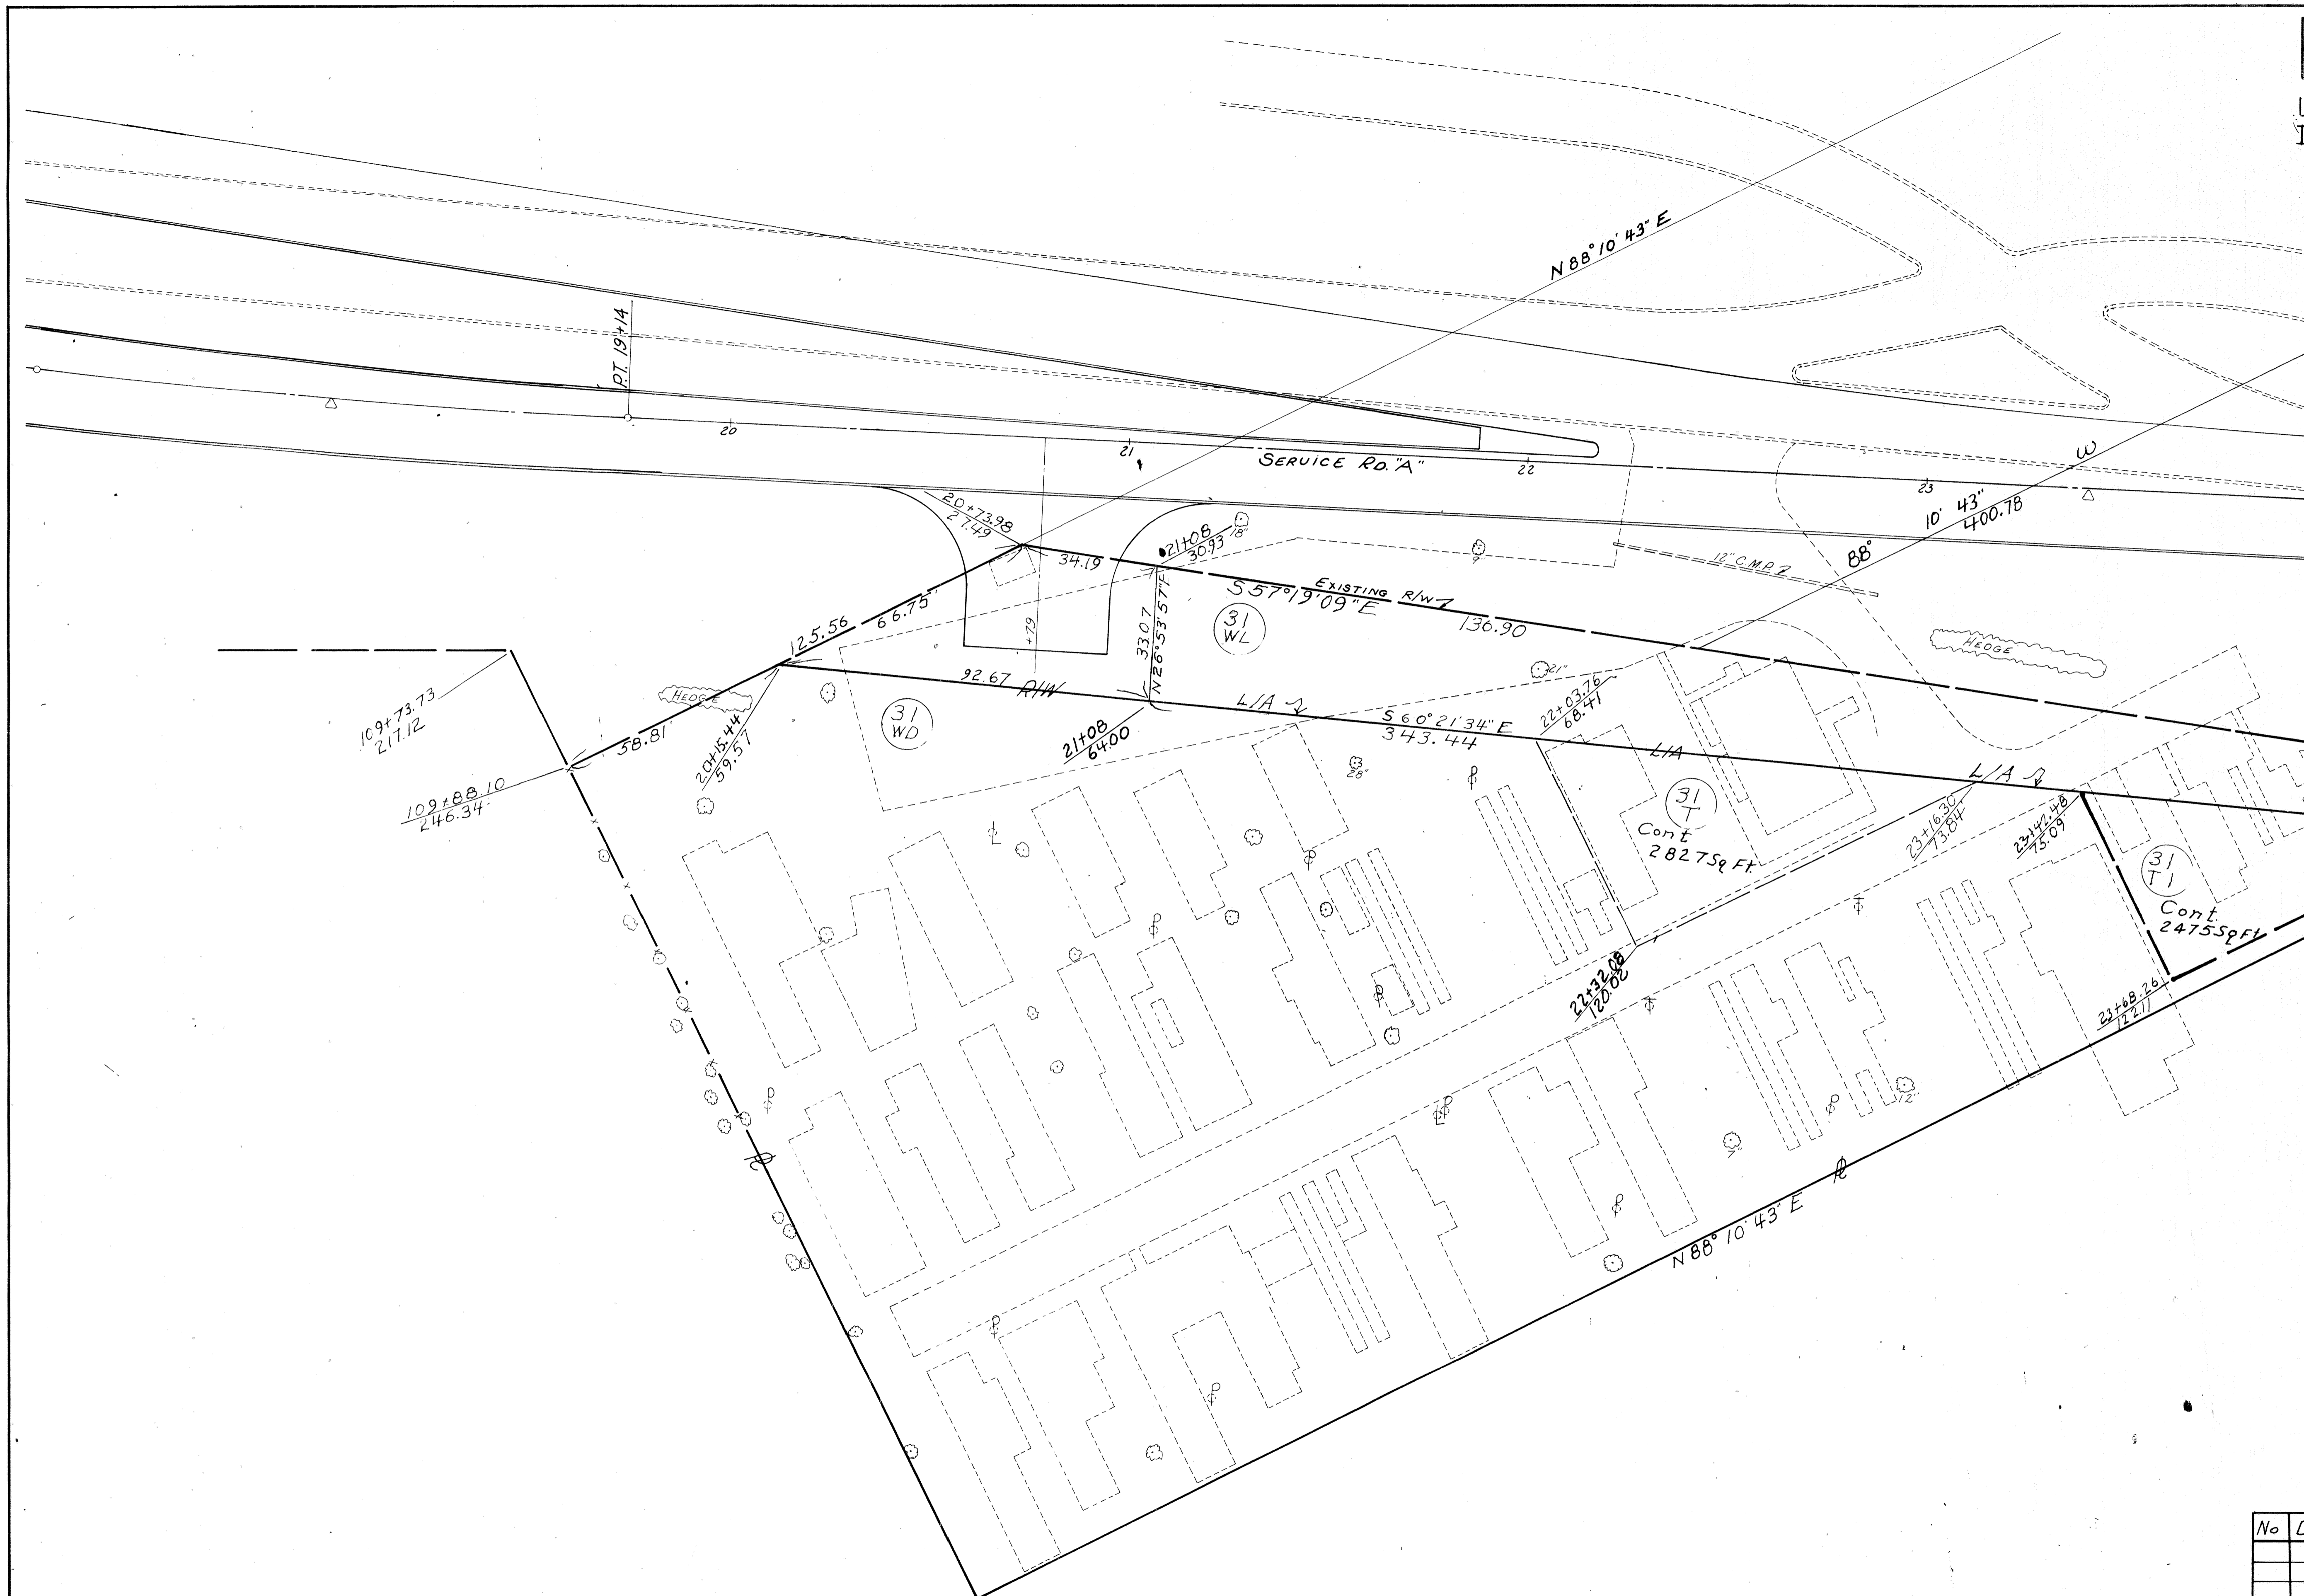 N 88° 10' 43" E
P.T. 19+14
20
21
SERVICE RD. "A"
22
23
W
10' 43"
400.78
88°
20+73.98
27.49
21+08
30.93
18"
9"
12" C.M.P.
34.19
EXISTING R/W
S 57° 19' 09" E
136.90
31
WL
33.07
N 26° 53' 57" E
+79
125.56
66.75'
HEDGE
HEDGE
92.67
R/W
L/A
21"
22+03.76
68.41
S 60° 21' 34" E
343.44
L/A
L/A
109+73.73
217.12
58.81'
109+88.10
246.34
20+15.44
59.57
31
WD
21+08
64.00
28"
31
T
Cont.
2827 Sq Ft.
23+16.30
73.84
23+42.48
75.09
31
T1
Cont.
2475 Sq Ft.
22+32.08
120.02
23+68.26
122.11
12"
7"
N 88° 10' 43" E
No